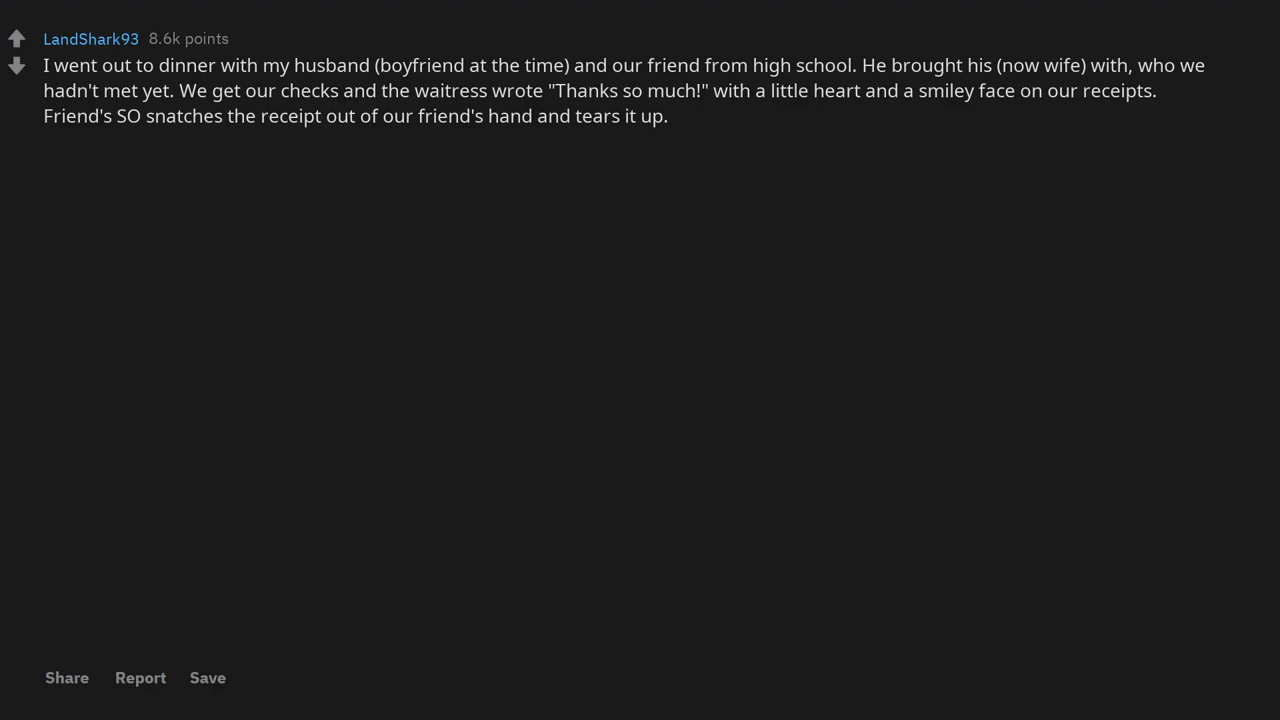 LandShark93 8.6k points
I went out to dinner with my husband (boyfriend at the time) and our friend from high school. He brought his (now wife) with, who we
hadn't met yet. We get our checks and the waitress wrote "Thanks so much!" with a little heart and a smiley face on our receipts.
Friend's SO snatches the receipt out of our friend's hand and tears it up.
Share Report Save